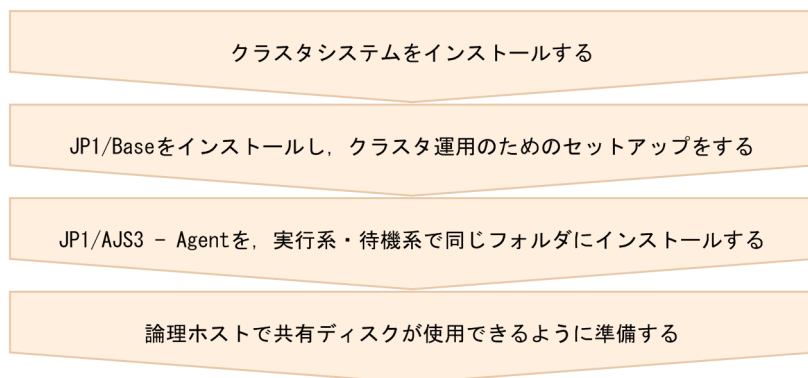 クラスタシステムをインストールする
JP1/Baseをインストールし，クラスタ運用のためのセットアップをする
JP1/AJS3 － Agentを，実行系・待機系で同じフォルダにインストールする
論理ホストで共有ディスクが使用できるように準備する